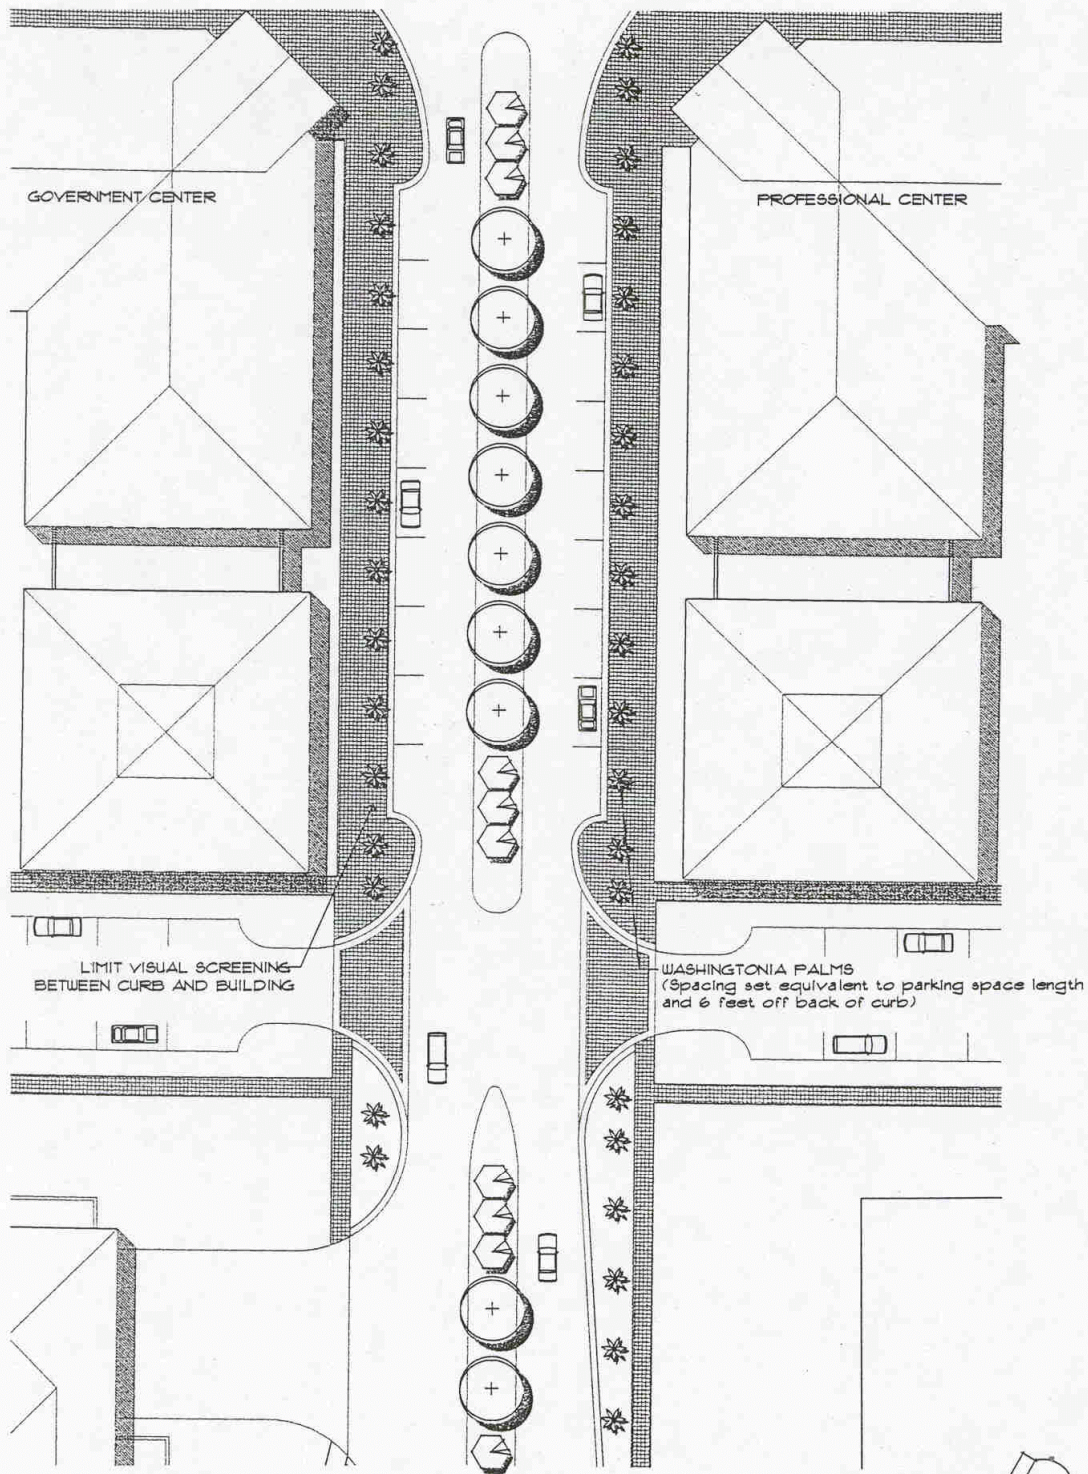 GOVERNMENT CENTER
PROFESSIONAL CENTER
LIMIT VISUAL SCREENING
BETWEEN CURB AND BUILDING
WASHINGTONIA PALMS
(Spacing set equivalent to parking space length
and 6 feet off back of curb)